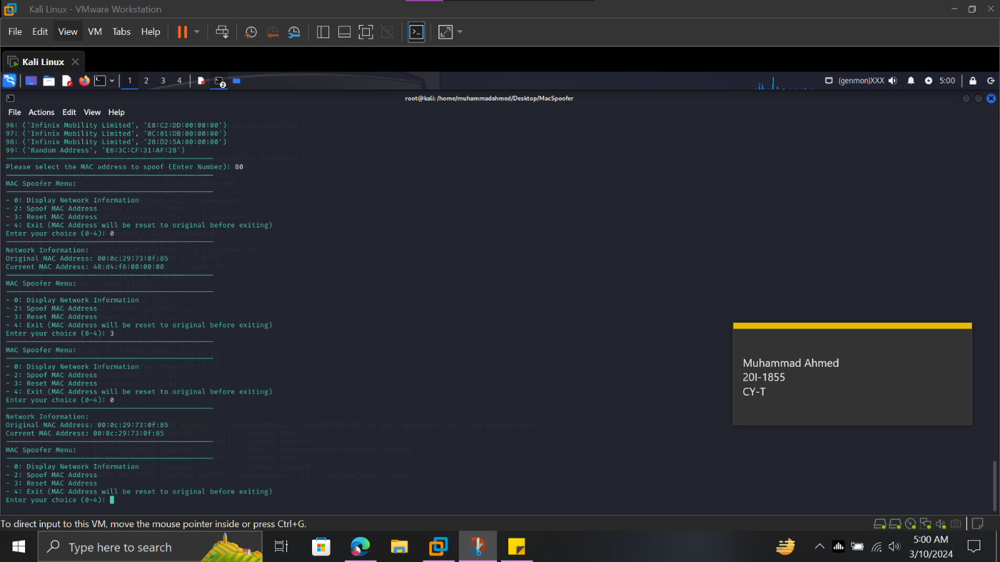 Kali Linux - VMware Workstation
File Edit View VM Tabs Help
Kali Linux
1 2 3 4 2 (genmon)XXX 5:00
root@kali: /home/muhammadahmed/Desktop/MacSpoofer
File Actions Edit View Help
96: ('Infinix Mobility Limited', 'E8:C2:DD:00:00:00')
97: ('Infinix Mobility Limited', '0C:01:DB:00:00:00')
98: ('Infinix Mobility Limited', '28:D2:5A:00:00:00')
99: ('Random Address', 'E6:3C:CF:31:AF:28')
Please select the MAC address to spoof (Enter Number): 80
MAC Spoofer Menu:
- 0: Display Network Information
- 2: Spoof MAC Address
- 3: Reset MAC Address
- 4: Exit (MAC Address will be reset to original before exiting)
Enter your choice (0-4): 0
Network Information:
Original MAC Address: 00:0c:29:73:0f:85
Current MAC Address: 40:d4:f6:00:00:00
MAC Spoofer Menu:
- 0: Display Network Information
- 2: Spoof MAC Address
- 3: Reset MAC Address
- 4: Exit (MAC Address will be reset to original before exiting)
Enter your choice (0-4): 3
MAC Spoofer Menu:
- 0: Display Network Information
- 2: Spoof MAC Address
- 3: Reset MAC Address
- 4: Exit (MAC Address will be reset to original before exiting)
Enter your choice (0-4): 0
Network Information:
Original MAC Address: 00:0c:29:73:0f:85
Current MAC Address: 00:0c:29:73:0f:85
MAC Spoofer Menu:
- 0: Display Network Information
- 2: Spoof MAC Address
- 3: Reset MAC Address
- 4: Exit (MAC Address will be reset to original before exiting)
Enter your choice (0-4):
Muhammad Ahmed
20I-1855
CY-T
To direct input to this VM, move the mouse pointer inside or press Ctrl+G.
Type here to search
5:00 AM
3/10/2024